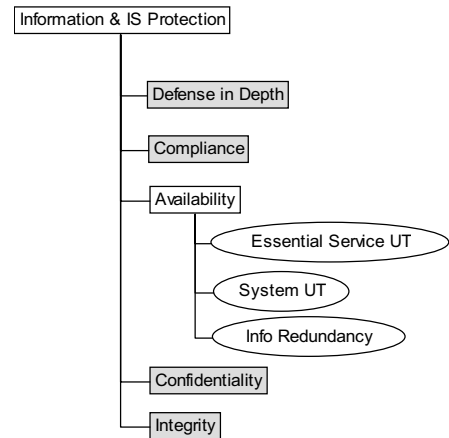 Information & IS Protection
Defense in Depth
Compliance
Availability
Essential Service UT
System UT
Info Redundancy
Confidentiality
Integrity